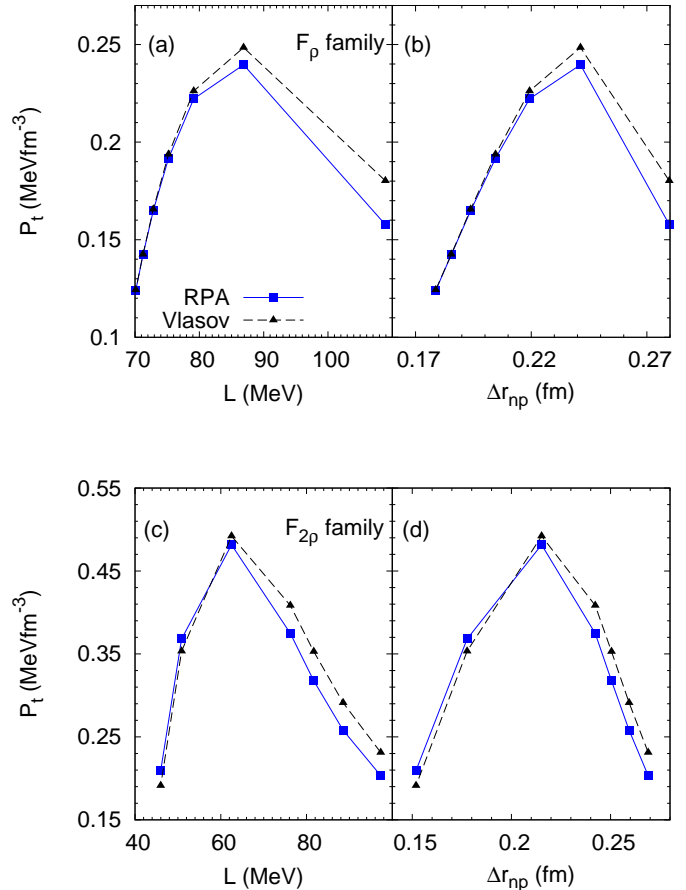 (a) F_ρ family (b)
P_t (MeVfm^-3)
0.25
0.2
0.15
0.1
RPA
Vlasov
70 80 90 100 0.17 0.22 0.27
L (MeV) Δr_np (fm)
(c) F_2ρ family (d)
P_t (MeVfm^-3)
0.55
0.45
0.35
0.25
0.15
40 60 80 0.15 0.2 0.25
L (MeV) Δr_np (fm)